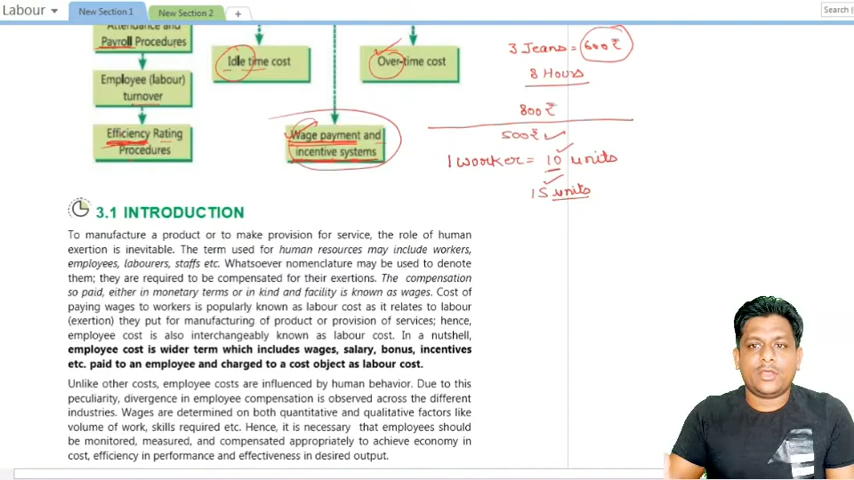 Labour
New Section 1
New Section 2
+
Search (
Attendance and
Payroll Procedures
Idle time cost
Over-time cost
Employee (labour)
turnover
Efficiency Rating
Procedures
Wage payment and
incentive systems
3 Jeans = 600₹
8 Hours
800₹
500₹
1 worker = 10 units
15 units
3.1 INTRODUCTION
To manufacture a product or to make provision for service, the role of human
exertion is inevitable. The term used for human resources may include workers,
employees, labourers, staffs etc. Whatsoever nomenclature may be used to denote
them; they are required to be compensated for their exertions. The compensation
so paid, either in monetary terms or in kind and facility is known as wages. Cost of
paying wages to workers is popularly known as labour cost as it relates to labour
(exertion) they put for manufacturing of product or provision of services; hence,
employee cost is also interchangeably known as labour cost. In a nutshell,
employee cost is wider term which includes wages, salary, bonus, incentives
etc. paid to an employee and charged to a cost object as labour cost.
Unlike other costs, employee costs are influenced by human behavior. Due to this
peculiarity, divergence in employee compensation is observed across the different
industries. Wages are determined on both quantitative and qualitative factors like
volume of work, skills required etc. Hence, it is necessary that employees should
be monitored, measured, and compensated appropriately to achieve economy in
cost, efficiency in performance and effectiveness in desired output.